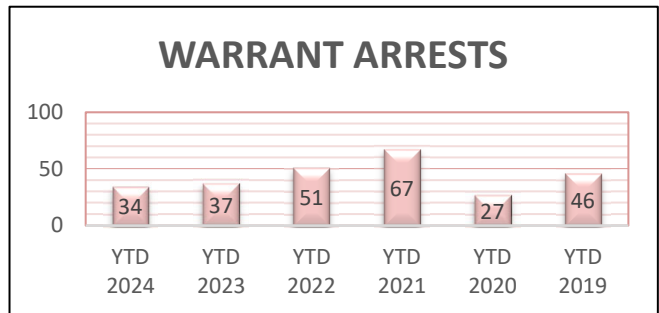 WARRANT ARRESTS
100
50
0
34 37 51 67 27 46
YTD YTD YTD YTD YTD YTD
2024 2023 2022 2021 2020 2019